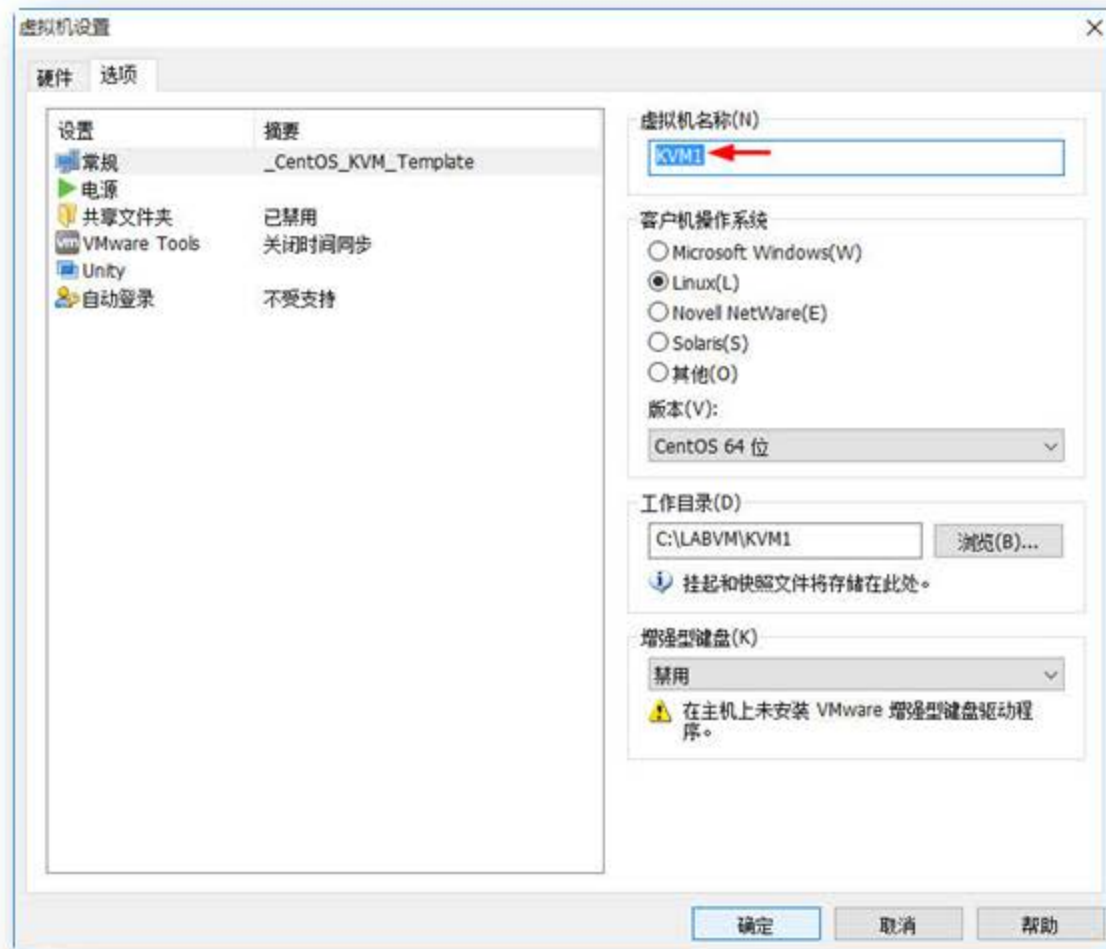 虚拟机设置
硬件 选项
设置 摘要
常规 _CentOS_KVM_Template
电源
共享文件夹 已禁用
VMware Tools 关闭时间同步
Unity
自动登录 不受支持
虚拟机名称(N)
KVM1
客户机操作系统
Microsoft Windows(W)
Linux(L)
Novell NetWare(E)
Solaris(S)
其他(O)
版本(V):
CentOS 64 位
工作目录(D)
C:\LABVM\KVM1 浏览(B)...
挂起和快照文件将存储在此处。
增强型键盘(K)
禁用
在主机上未安装 VMware 增强型键盘驱动程
序。
确定 取消 帮助